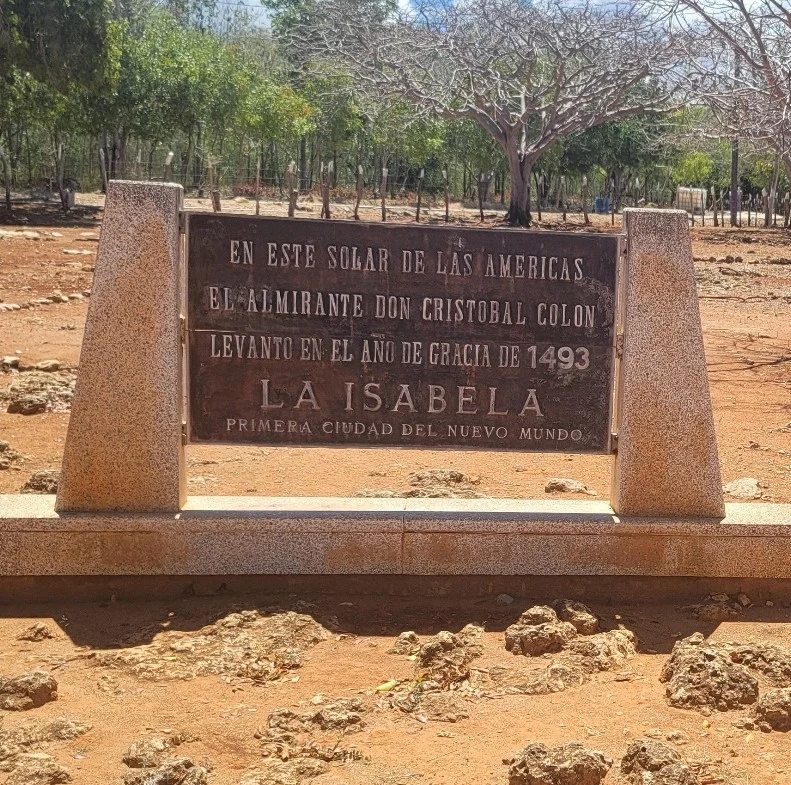 EN ESTE SOLAR DE LAS AMERICAS
EL ALMIRANTE DON CRISTOBAL COLON
LEVANTO EN EL AÑO DE GRACIA DE 1493
LA ISABELA
PRIMERA CIUDAD DEL NUEVO MUNDO